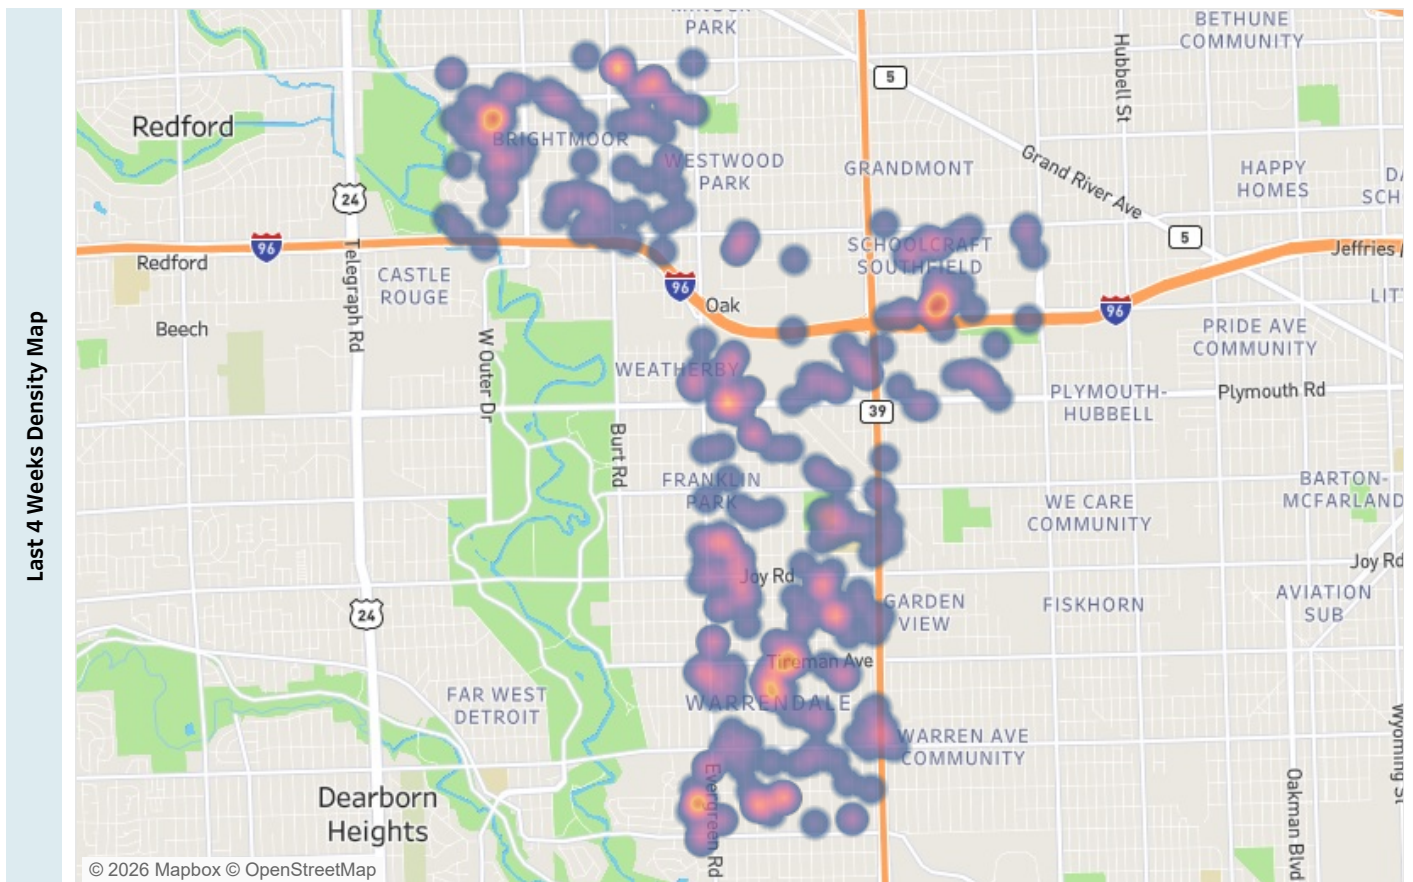 Last 4 Weeks Density Map
PARK
BETHUNE
COMMUNITY
Hubbell St
5
Redford
BRIGHTMOOR
WESTWOOD
PARK
GRANDMONT
Grand River Ave
HAPPY
HOMES
24
Telegraph Rd
5
96
Redford
CASTLE
ROUGE
SCHOOLCRAFT
SOUTHFIELD
Jeffries
96
Oak
96
Beech
W Outer Dr
PRIDE AVE
COMMUNITY
WEATHERBY
PLYMOUTH-
HUBBELL
Plymouth Rd
39
Burt Rd
FRANKLIN
PARK
WE CARE
COMMUNITY
BARTON-
MCFARLAND
Joy Rd
Joy Rd
24
GARDEN
VIEW
FISKHORN
AVIATION
SUB
Tireman Ave
FAR WEST
DETROIT
WARRENDALE
WARREN AVE
COMMUNITY
Wyoming St
Evergreen Rd
Oakman Blvd
Dearborn
Heights
© 2026 Mapbox © OpenStreetMap